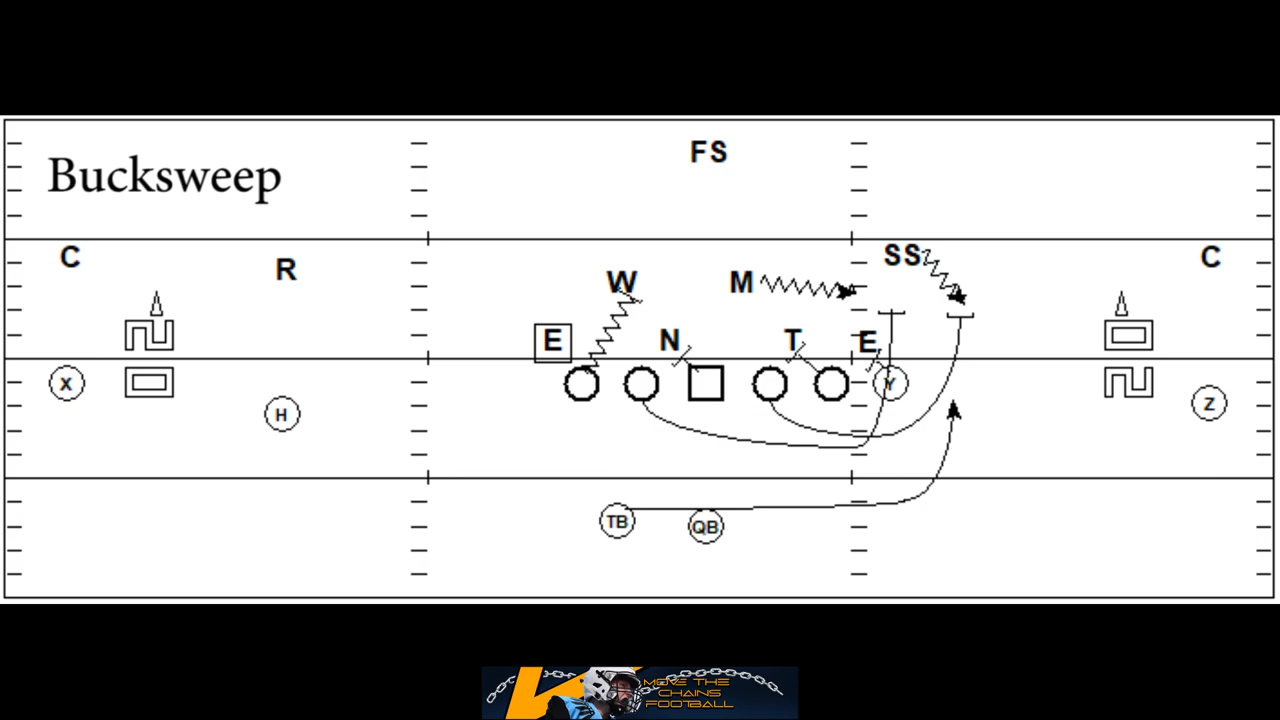 FS
Bucksweep
C R W M SS C
E N T E
X H Y Z
TB QB
MOVE THE
CHAINS
FOOTBALL